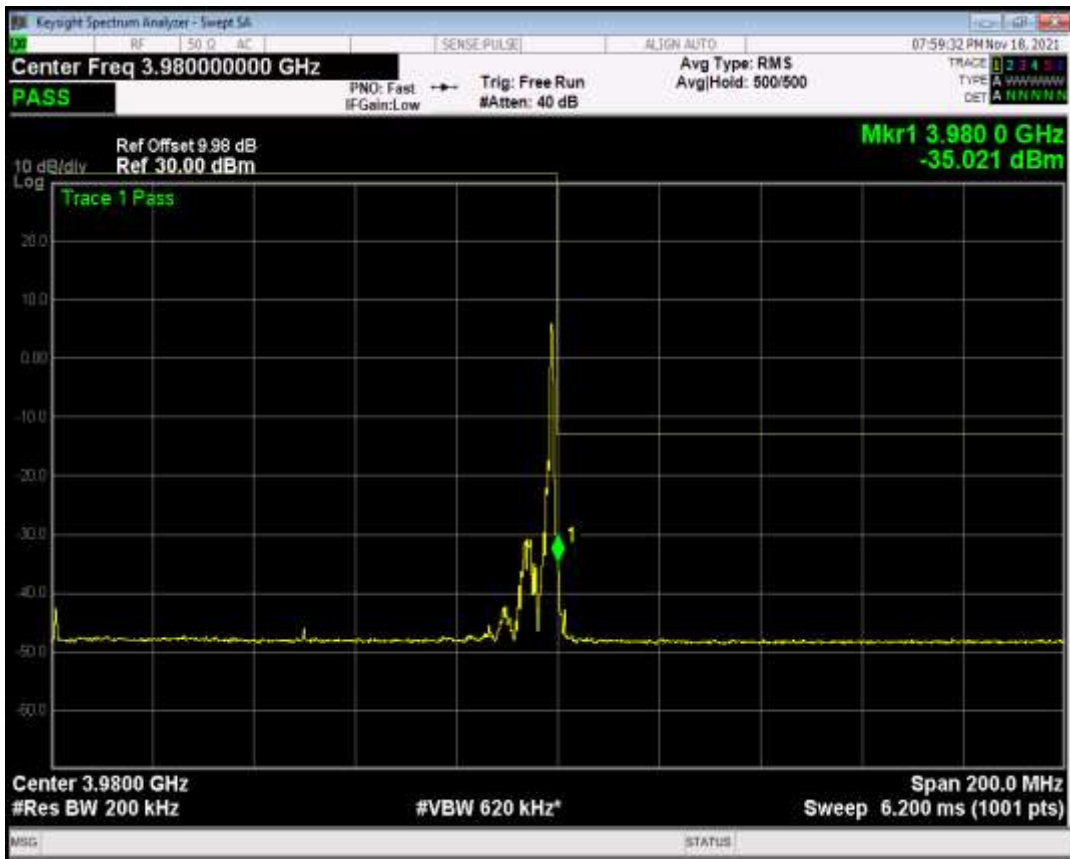 Keysight Spectrum Analyzer - Swept SA
LXI RF 50 Ω AC SENSE:PULSE ALIGN AUTO 07:59:32 PM Nov 18, 2021
Center Freq 3.980000000 GHz
PASS
PNO: Fast
IFGain:Low
Trig: Free Run
#Atten: 40 dB
Avg Type: RMS
Avg|Hold: 500/500
TRACE 1 2 3 4 5 6
TYPE A WWWWW
DET A NNNNN
Ref Offset 9.98 dB
10 dB/div Ref 30.00 dBm
Log
Mkr1 3.980 0 GHz
-35.021 dBm
Trace 1 Pass
20.0
10.0
0.00
-10.0
-20.0
-30.0
-40.0
-50.0
-60.0
1
Center 3.9800 GHz
Span 200.0 MHz
#Res BW 200 kHz
#VBW 620 kHz*
Sweep 6.200 ms (1001 pts)
MSG STATUS